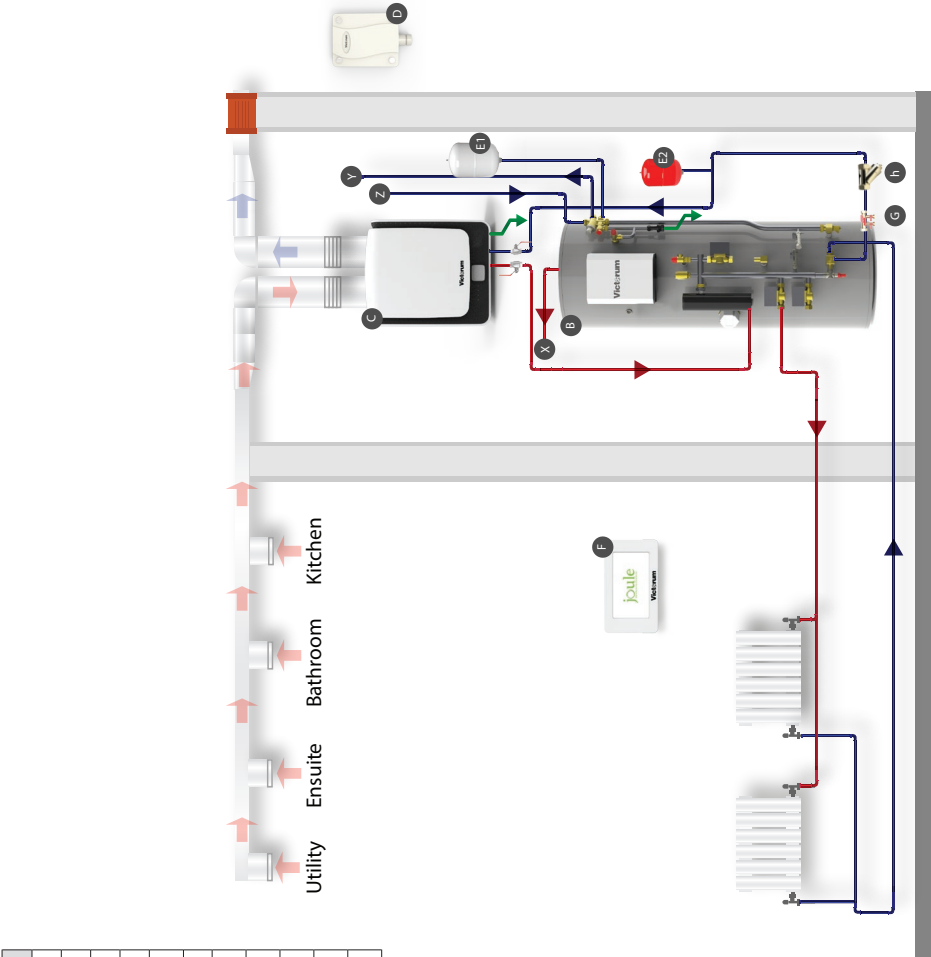 D
E1
E2
Y
Z
h
G
C
B
X
Victorum
Victorum
F
joule
Victorum
Kitchen
Bathroom
Ensuite
Utility